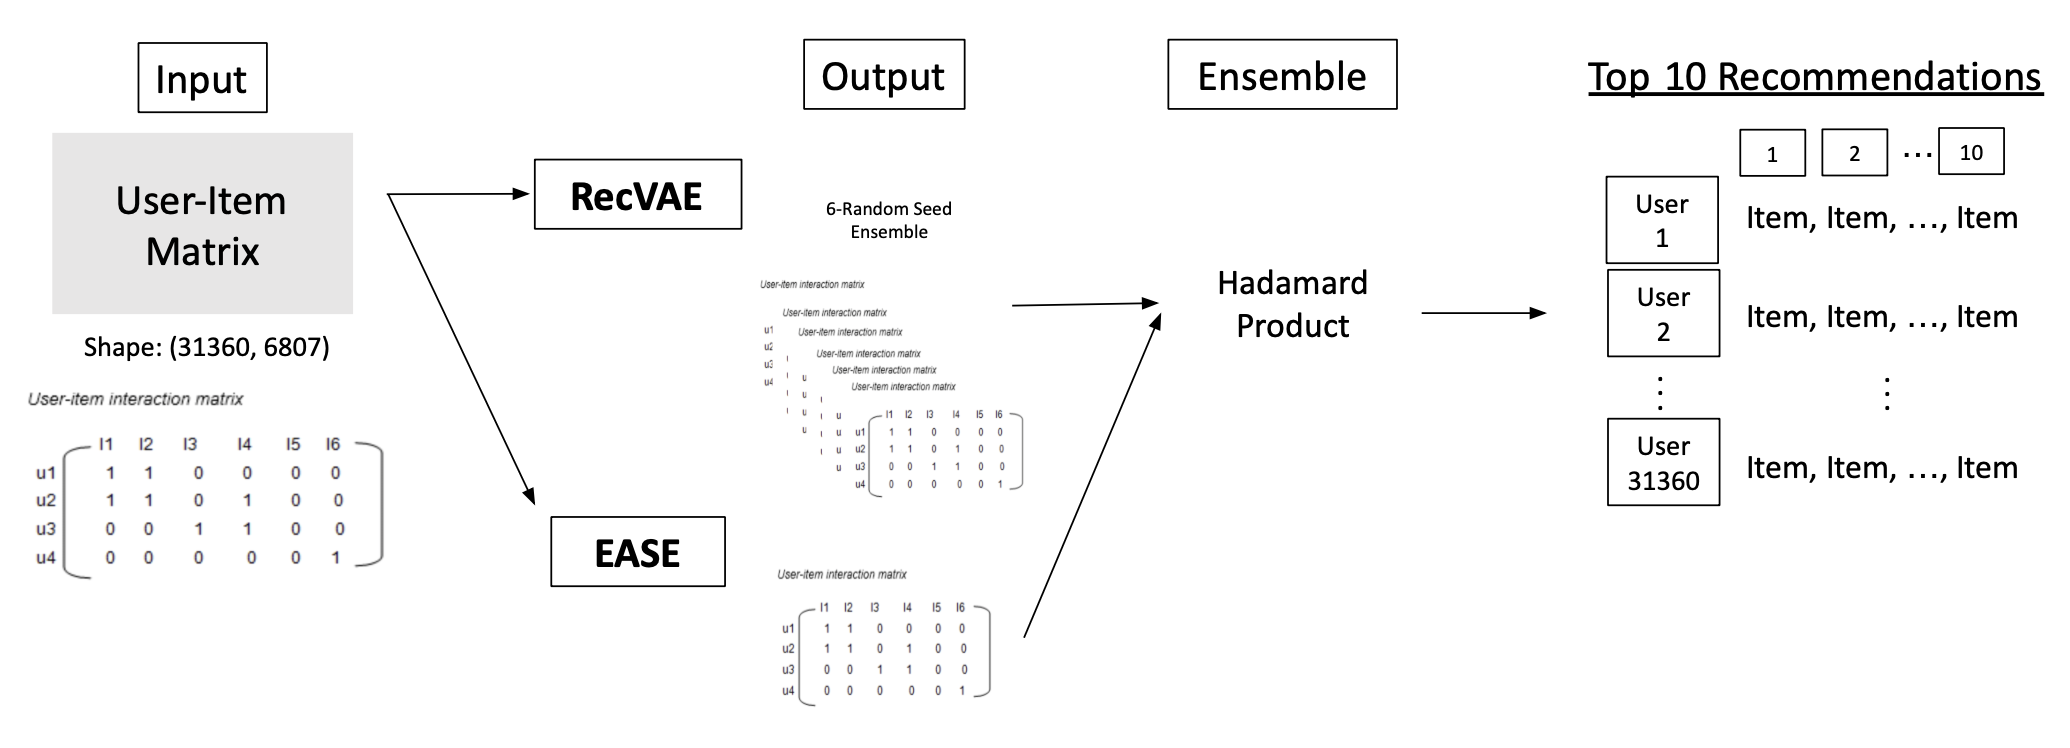 Input
User-Item
Matrix
Shape: (31360, 6807)
User-item interaction matrix
I1 I2 I3 I4 I5 I6
u1 1 1 0 0 0 0
u2 1 1 0 1 0 0
u3 0 0 1 1 0 0
u4 0 0 0 0 0 1
RecVAE
EASE
Output
6-Random Seed
Ensemble
User-item interaction matrix
User-item interaction matrix
u1
User-item interaction matrix
u2
User-item interaction matrix
u3
User-item interaction matrix
u4
User-item interaction matrix
u
u
u
u
u
u
u
u
I1 I2 I3 I4 I5 I6
u1 1 1 0 0 0 0
u2 1 1 0 1 0 0
u3 0 0 1 1 0 0
u4 0 0 0 0 0 1
User-item interaction matrix
I1 I2 I3 I4 I5 I6
u1 1 1 0 0 0 0
u2 1 1 0 1 0 0
u3 0 0 1 1 0 0
u4 0 0 0 0 0 1
Ensemble
Hadamard
Product
Top 10 Recommendations
1 2 ... 10
User
1
Item, Item, ..., Item
User
2
Item, Item, ..., Item
User
31360
Item, Item, ..., Item